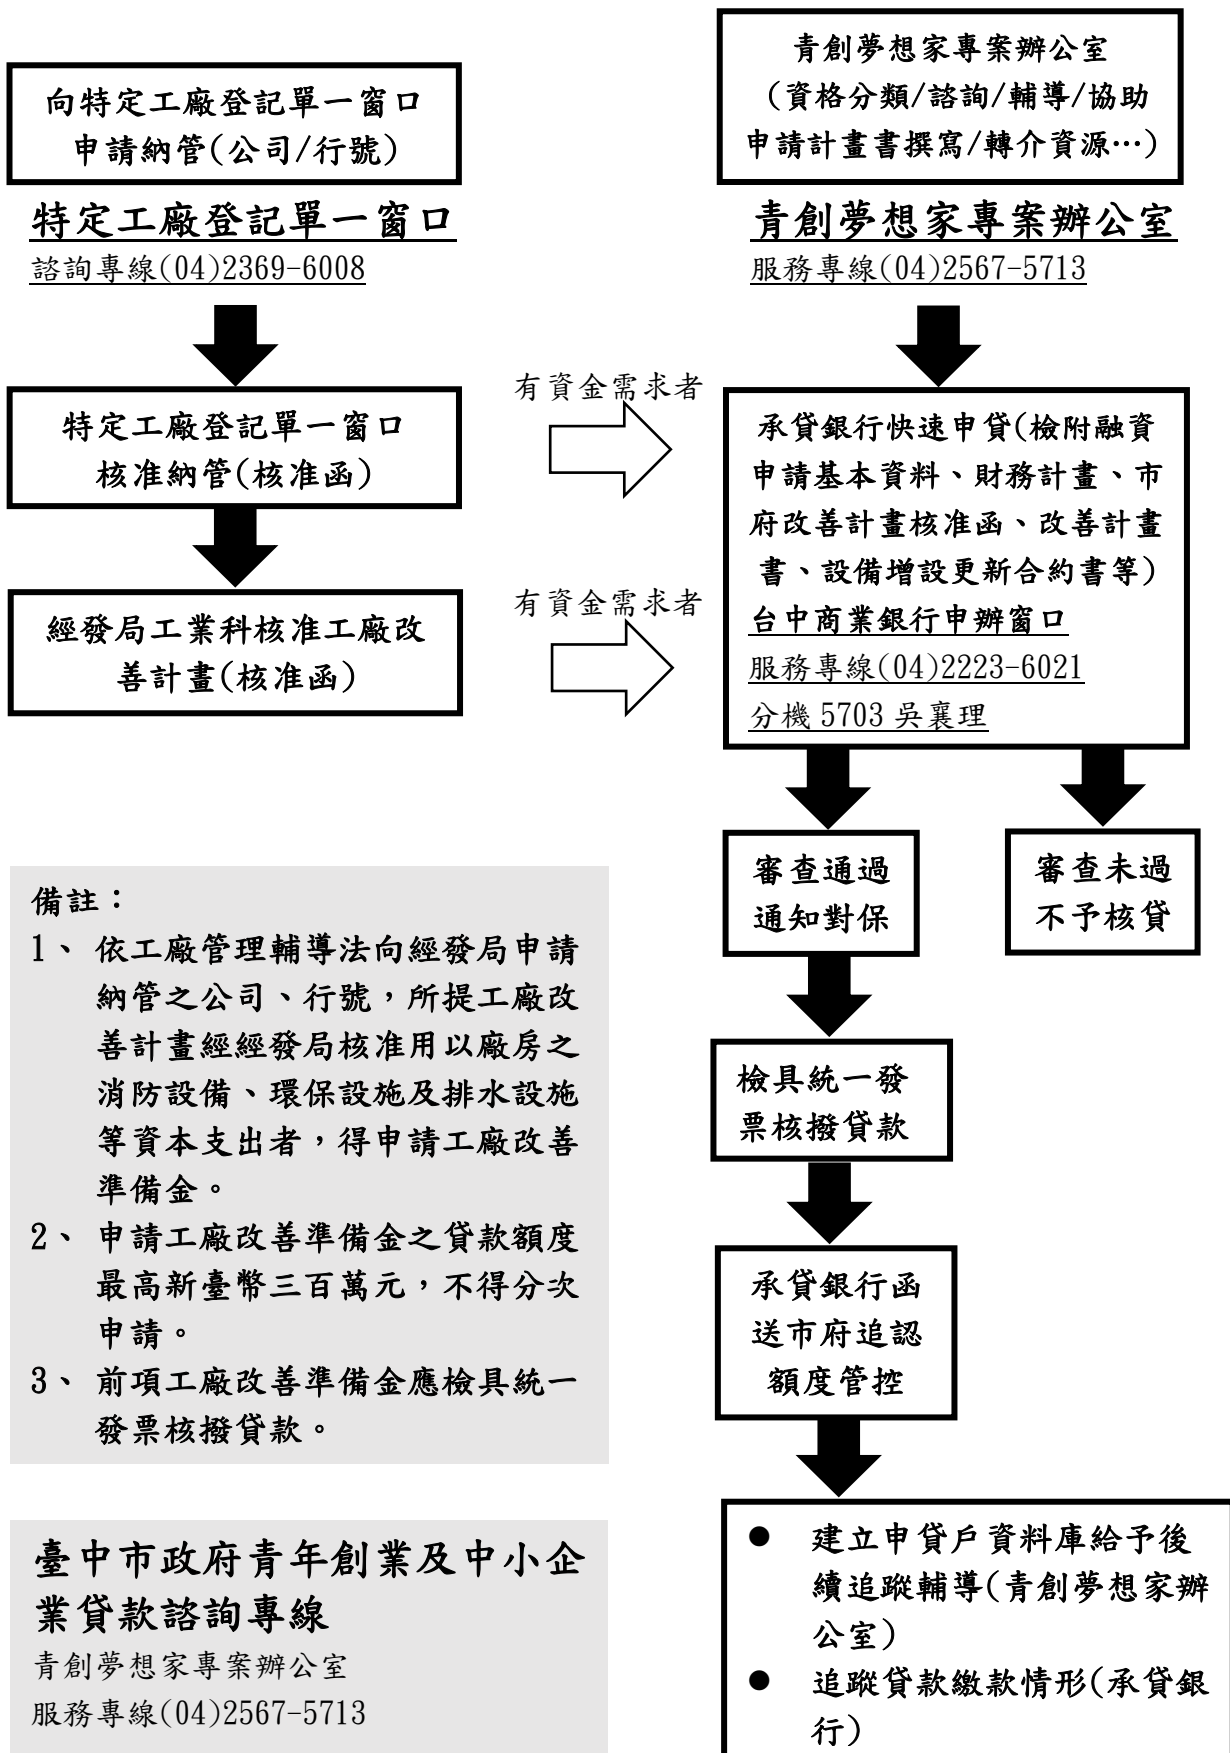 向特定工廠登記單一窗口
申請納管(公司/行號)
特定工廠登記單一窗口
諮詢專線(04)2369-6008
特定工廠登記單一窗口
核准納管(核准函)
經發局工業科核准工廠改
善計畫(核准函)
有資金需求者
有資金需求者
青創夢想家專案辦公室
(資格分類/諮詢/輔導/協助
申請計畫書撰寫/轉介資源…)
青創夢想家專案辦公室
服務專線(04)2567-5713
承貸銀行快速申貸(檢附融資
申請基本資料、財務計畫、市
府改善計畫核准函、改善計畫
書、設備增設更新合約書等)
台中商業銀行申辦窗口
服務專線(04)2223-6021
分機 5703 吳襄理
審查通過
通知對保
審查未過
不予核貸
檢具統一發
票核撥貸款
承貸銀行函
送市府追認
額度管控
● 建立申貸戶資料庫給予後
續追蹤輔導(青創夢想家辦
公室)
● 追蹤貸款繳款情形(承貸銀
行)
備註：
1、 依工廠管理輔導法向經發局申請
納管之公司、行號，所提工廠改
善計畫經經發局核准用以廠房之
消防設備、環保設施及排水設施
等資本支出者，得申請工廠改善
準備金。
2、 申請工廠改善準備金之貸款額度
最高新臺幣三百萬元，不得分次
申請。
3、 前項工廠改善準備金應檢具統一
發票核撥貸款。
臺中市政府青年創業及中小企
業貸款諮詢專線
青創夢想家專案辦公室
服務專線(04)2567-5713